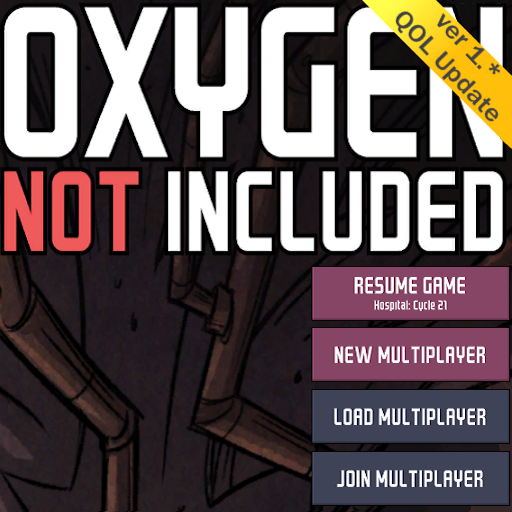 OXYGEN
NOT INCLUDED
ver 1. *
QOL Update
RESUME GAME
Hospital: Cycle 21
NEW MULTIPLAYER
LOAD MULTIPLAYER
JOIN MULTIPLAYER